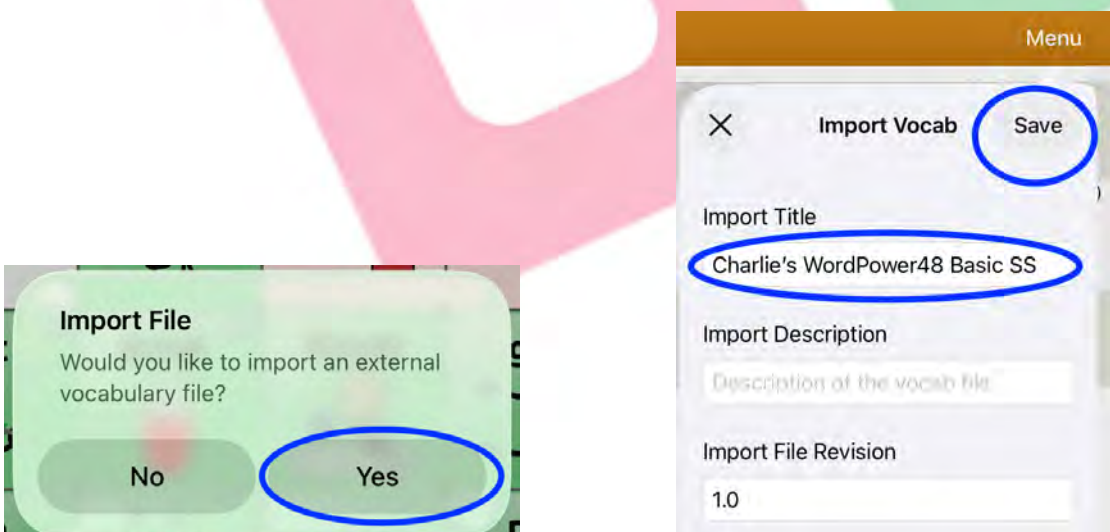 Import File
Would you like to import an external
vocabulary file?
No
Yes
Menu
Import Vocab
Save
Import Title
Charlie's WordPower48 Basic SS
Import Description
Description of the vocab file
Import File Revision
1.0